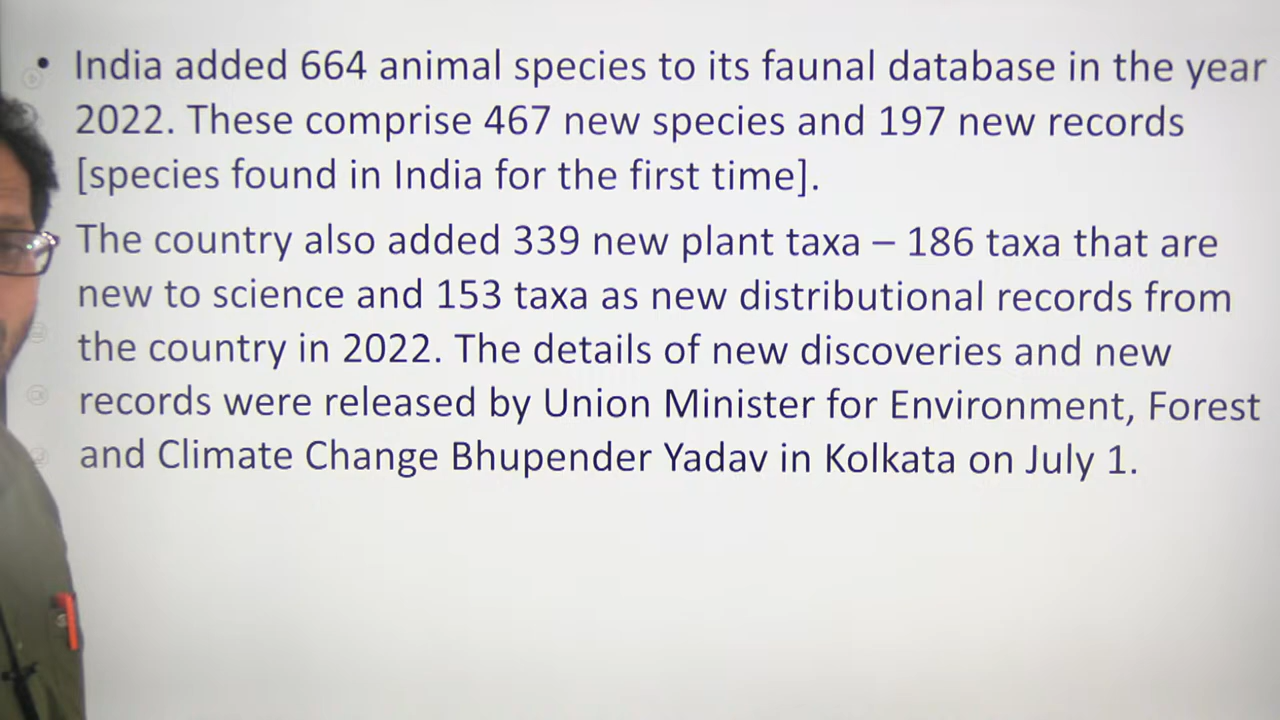 • India added 664 animal species to its faunal database in the year
2022. These comprise 467 new species and 197 new records
[species found in India for the first time].
The country also added 339 new plant taxa – 186 taxa that are
new to science and 153 taxa as new distributional records from
the country in 2022. The details of new discoveries and new
records were released by Union Minister for Environment, Forest
and Climate Change Bhupender Yadav in Kolkata on July 1.